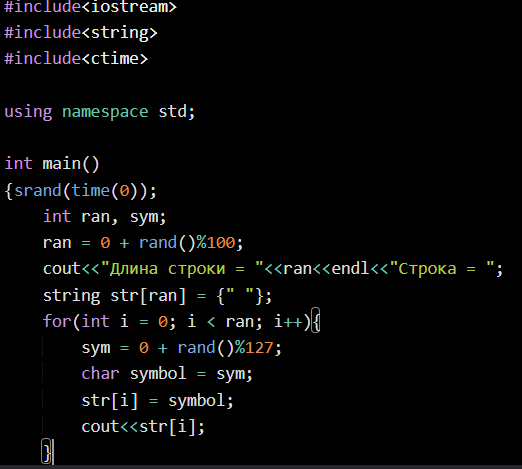 #include<iostream>
#include<string>
#include<ctime>
using namespace std;
int main()
{srand(time(0));
int ran, sym;
ran = 0 + rand()%100;
cout<<"Длина строки = "<<ran<<endl<<"Строка = ";
string str[ran] = {" "};
for(int i = 0; i < ran; i++){
sym = 0 + rand()%127;
char symbol = sym;
str[i] = symbol;
cout<<str[i];
}